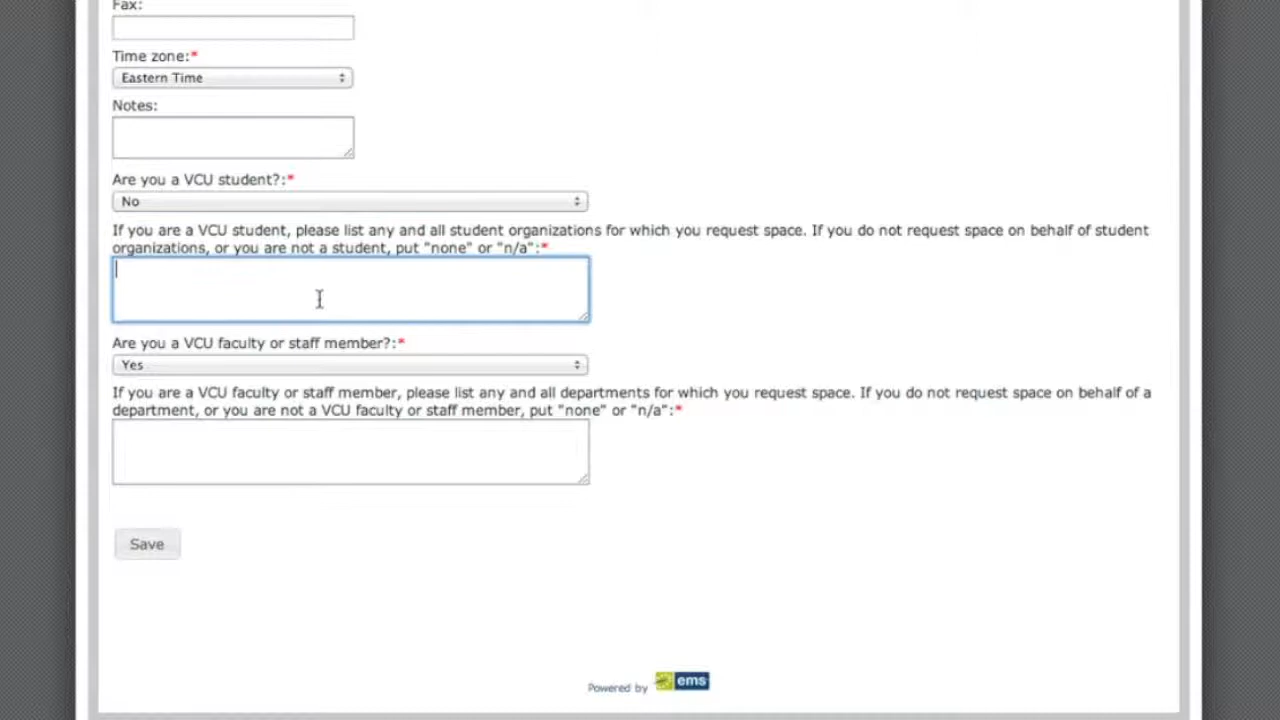 Fax:
Time zone:*
Eastern Time
Notes:
Are you a VCU student?:*
No
If you are a VCU student, please list any and all student organizations for which you request space. If you do not request space on behalf of student
organizations, or you are not a student, put "none" or "n/a":*
Are you a VCU faculty or staff member?:*
Yes
If you are a VCU faculty or staff member, please list any and all departments for which you request space. If you do not request space on behalf of a
department, or you are not a VCU faculty or staff member, put "none" or "n/a":*
Save
Powered by ems